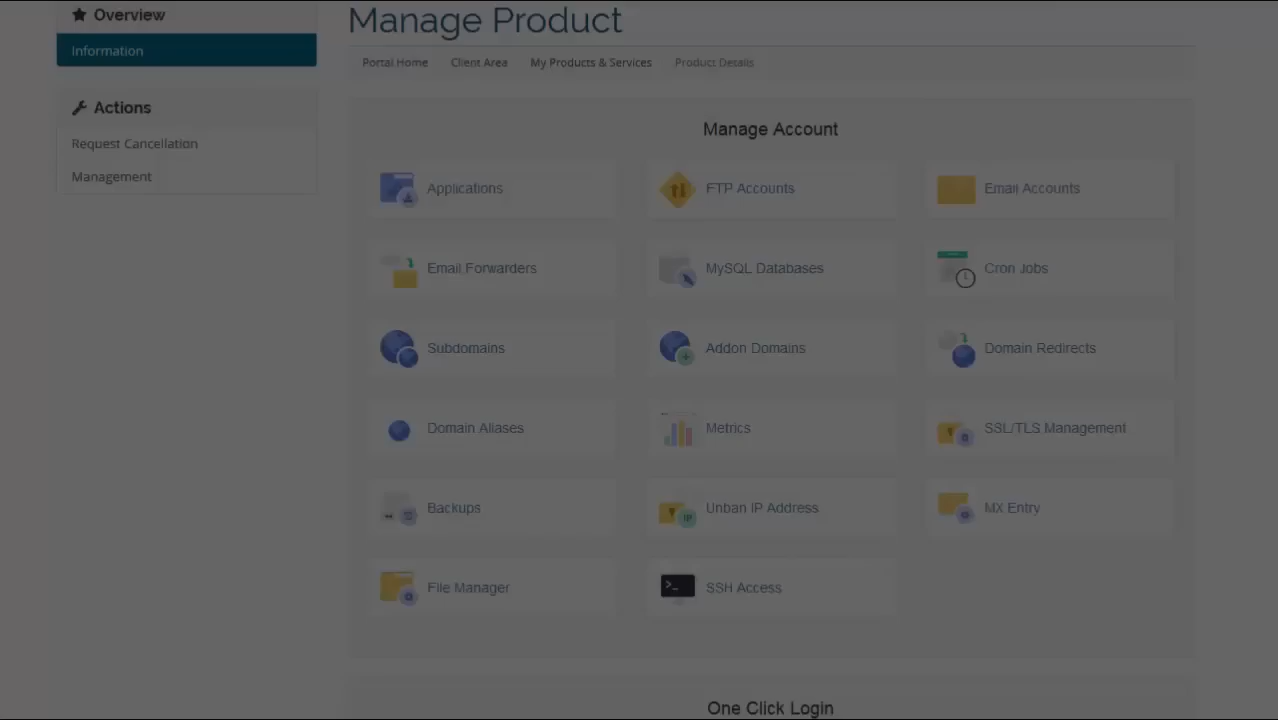 Overview
Information
Actions
Request Cancellation
Management
Manage Product
Portal Home Client Area My Products & Services Product Details
Manage Account
Applications FTP Accounts Email Accounts
Email Forwarders MySQL Databases Cron Jobs
Subdomains Addon Domains Domain Redirects
Domain Aliases Metrics SSL/TLS Management
Backups Unban IP Address MX Entry
File Manager SSH Access
One Click Login